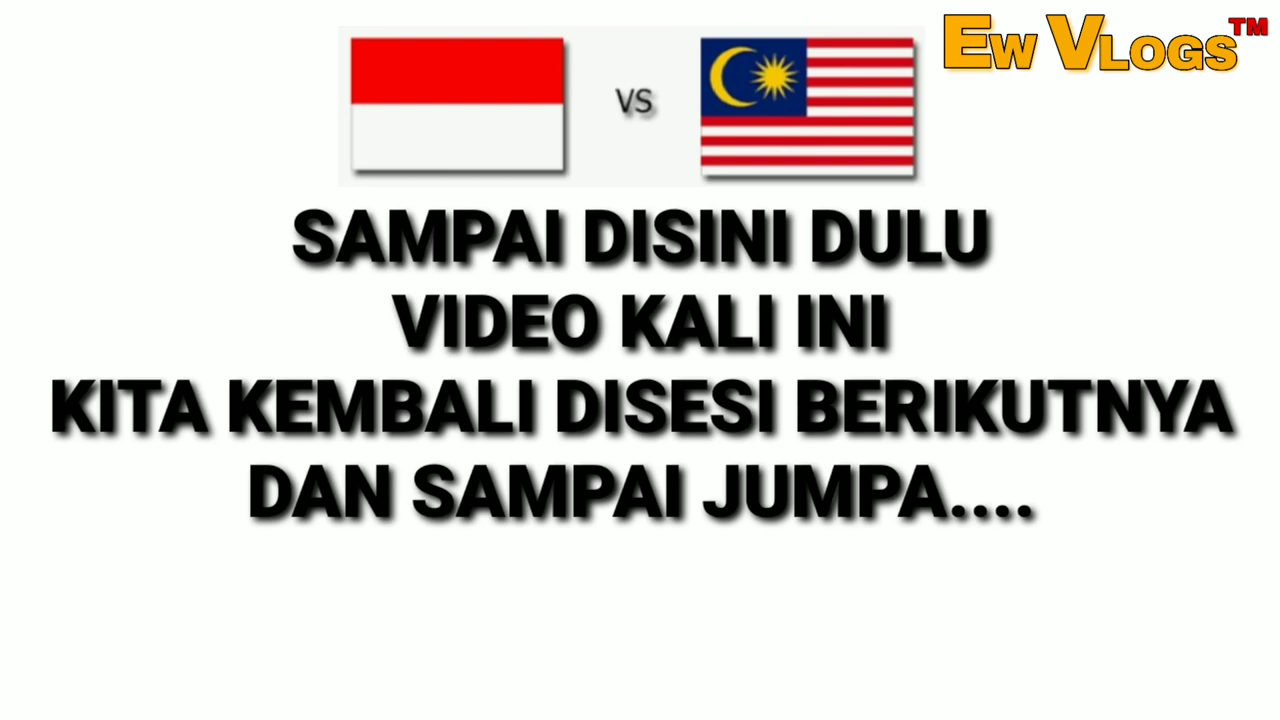 Ew Vlogs™
VS
SAMPAI DISINI DULU
VIDEO KALI INI
KITA KEMBALI DISESI BERIKUTNYA
DAN SAMPAI JUMPA....